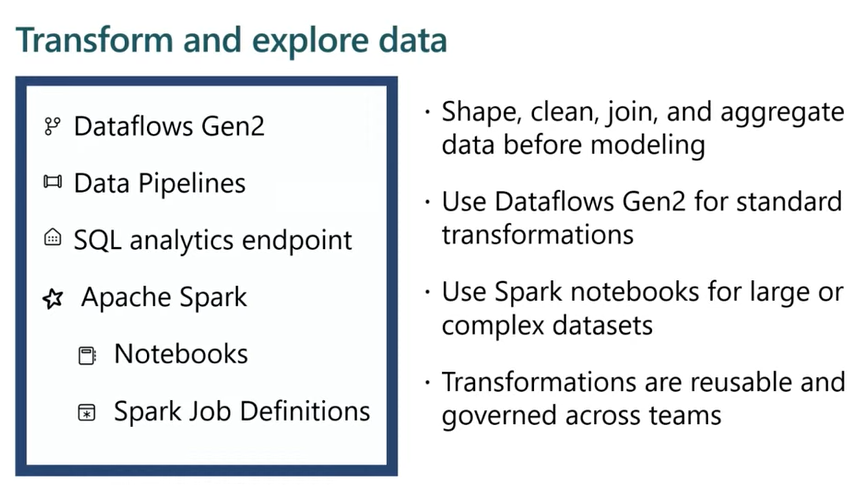 Transform and explore data
Dataflows Gen2
Data Pipelines
SQL analytics endpoint
Apache Spark
Notebooks
Spark Job Definitions
· Shape, clean, join, and aggregate
data before modeling
· Use Dataflows Gen2 for standard
transformations
· Use Spark notebooks for large or
complex datasets
· Transformations are reusable and
governed across teams